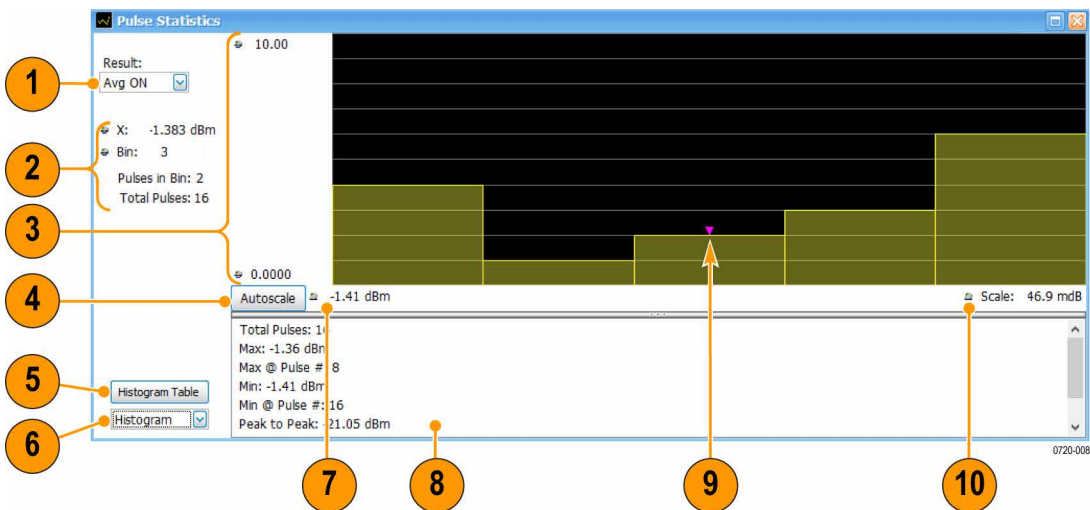 Pulse Statistics
10.00
Result:
Avg ON
1
X: -1.383 dBm
Bin: 3
2
Pulses in Bin: 2
Total Pulses: 16
3
0.0000
4
Autoscale
-1.41 dBm
Scale: 46.9 mdB
Total Pulses: 16
Max: -1.36 dBm
Max @ Pulse #: 8
Min: -1.41 dBm
5
Histogram Table
Min @ Pulse #: 16
Histogram
Peak to Peak: -21.05 dBm
6
0720-008
7
8
9
10